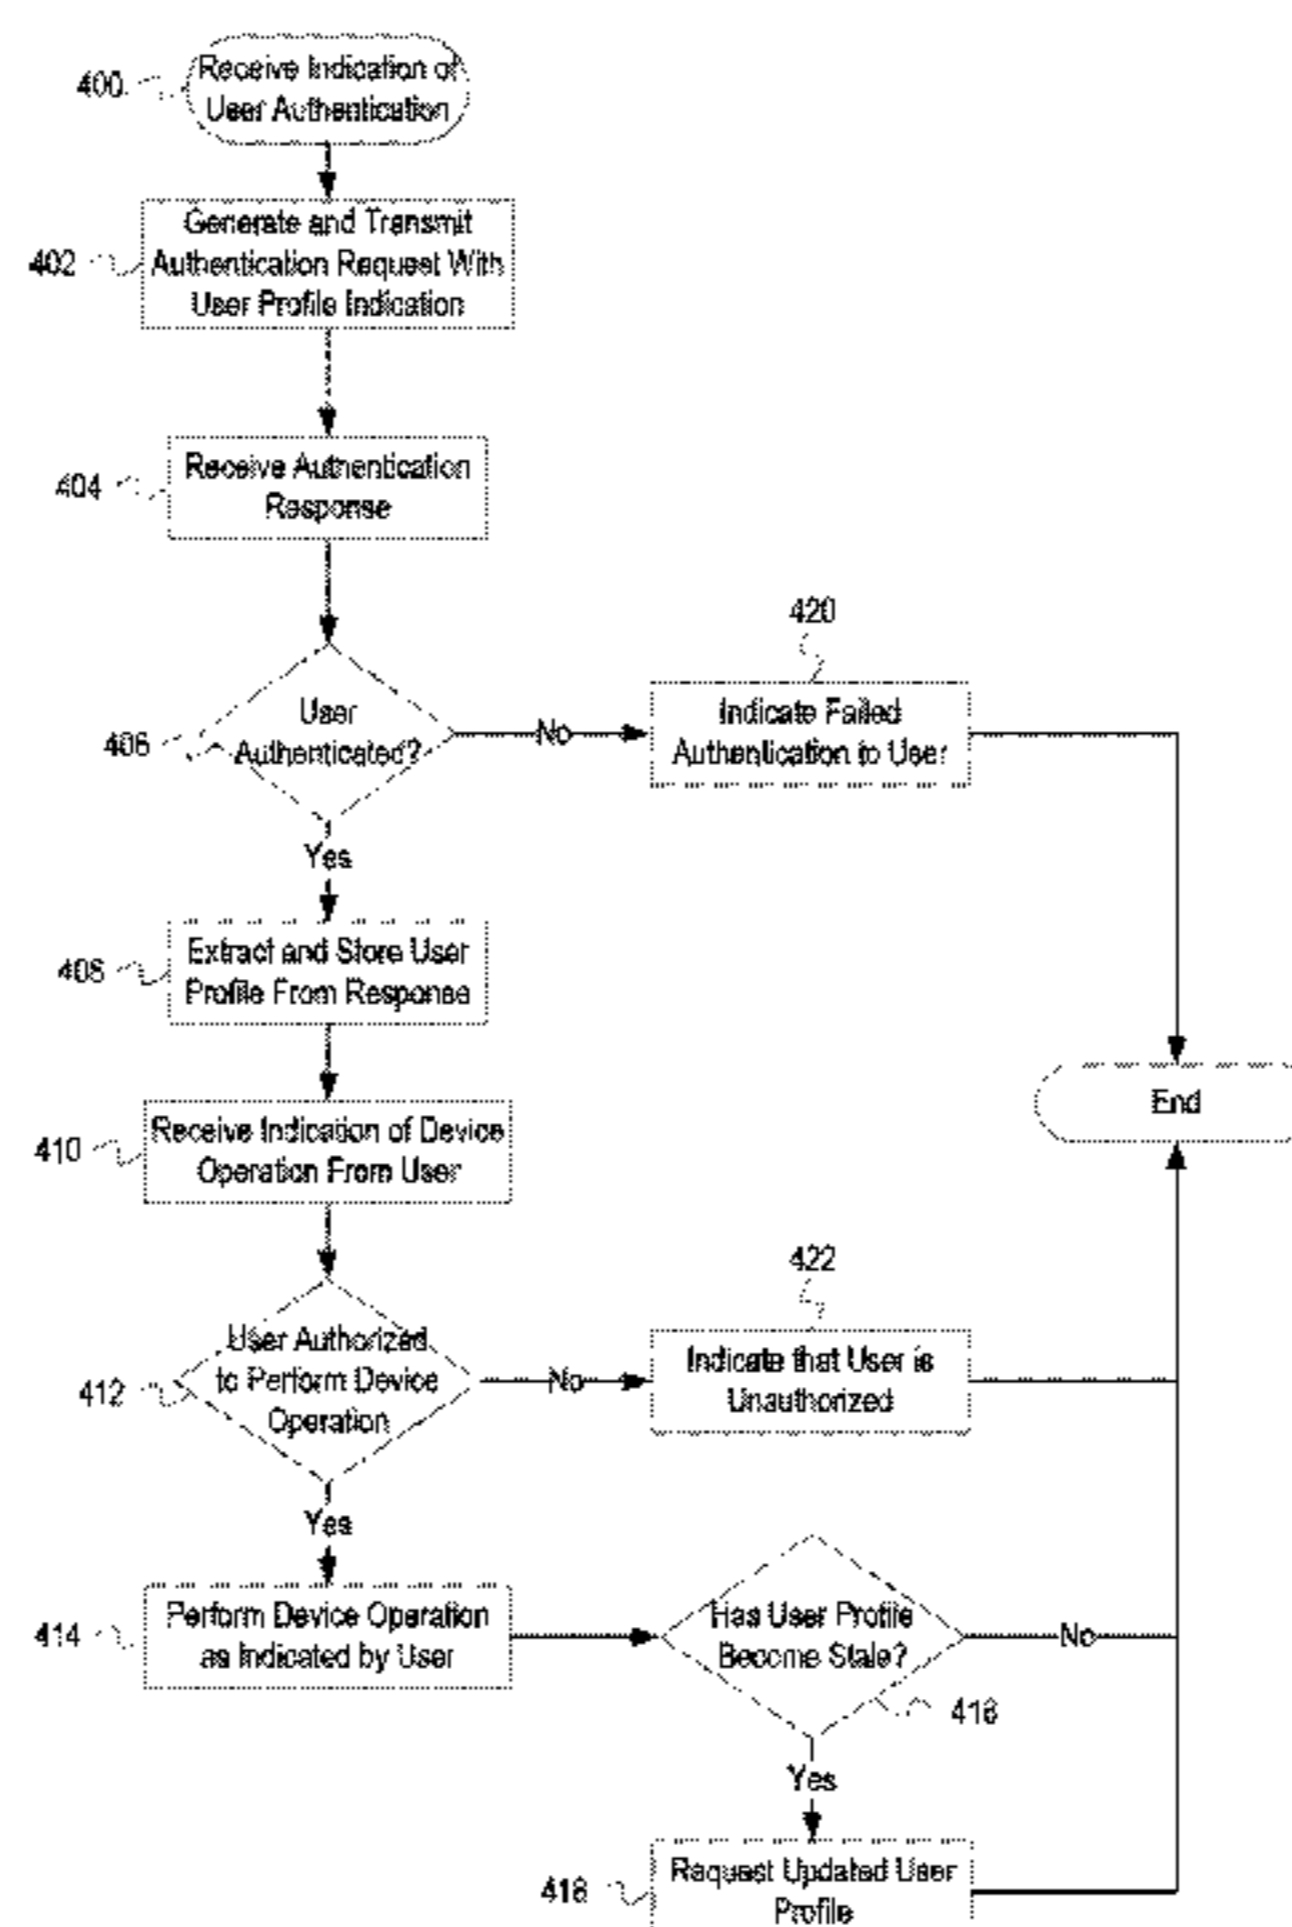 400
Receive Indication of
User Authentication
402
Generate and Transmit
Authentication Request With
User Profile Indication
404
Receive Authentication
Response
406
User
Authenticated?
No
420
Indicate Failed
Authentication to User
Yes
408
Extract and Store User
Profile From Response
End
410
Receive Indication of Device
Operation From User
412
User Authorized
to Perform Device
Operation
No
422
Indicate that User is
Unauthorized
Yes
414
Perform Device Operation
as Indicated by User
Has User Profile
Become Stale?
No
416
Yes
418
Request Updated User
Profile